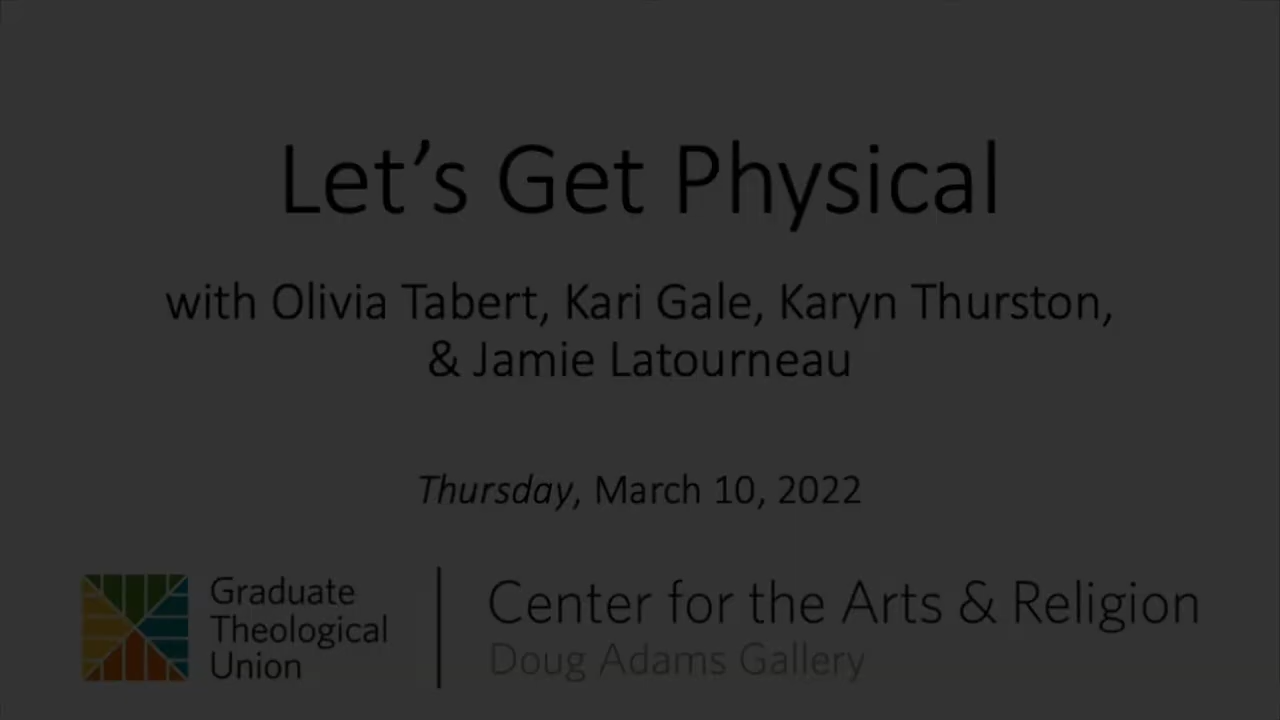 Let's Get Physical
with Olivia Tabert, Kari Gale, Karyn Thurston,
& Jamie Latourneau
Thursday, March 10, 2022
Graduate
Theological
Union
Center for the Arts & Religion
Doug Adams Gallery